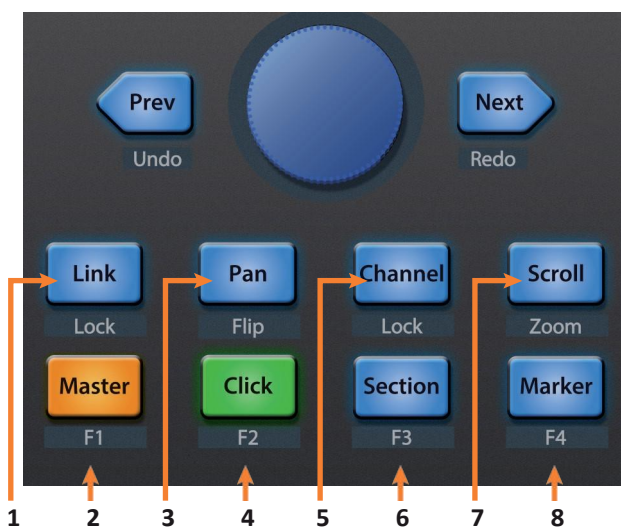 Prev Next
Undo Redo
Link Pan Channel Scroll
Lock Flip Lock Zoom
Master Click Section Marker
F1 F2 F3 F4
1 2 3 4 5 6 7 8